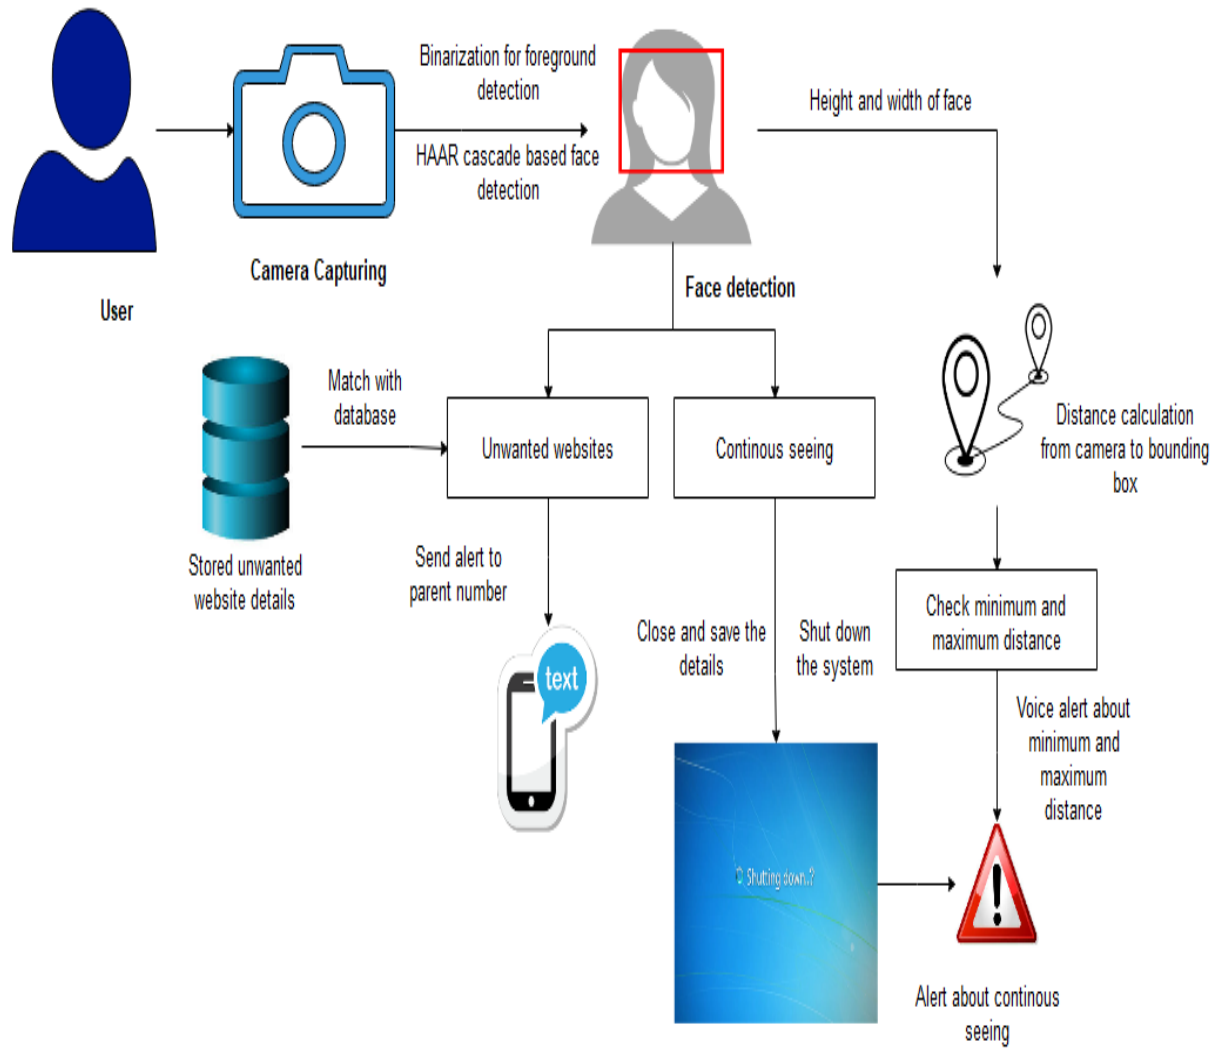 Binarization for foreground
detection
HAAR cascade based face
detection
Height and width of face
Camera Capturing
User
Face detection
Match with
database
Unwanted websites
Continous seeing
Distance calculation
from camera to bounding
box
Stored unwanted
website details
Send alert to
parent number
text
Close and save the
details
Shut down
the system
Check minimum and
maximum distance
Voice alert about
minimum and
maximum
distance
Shutting down..?
Alert about continous
seeing